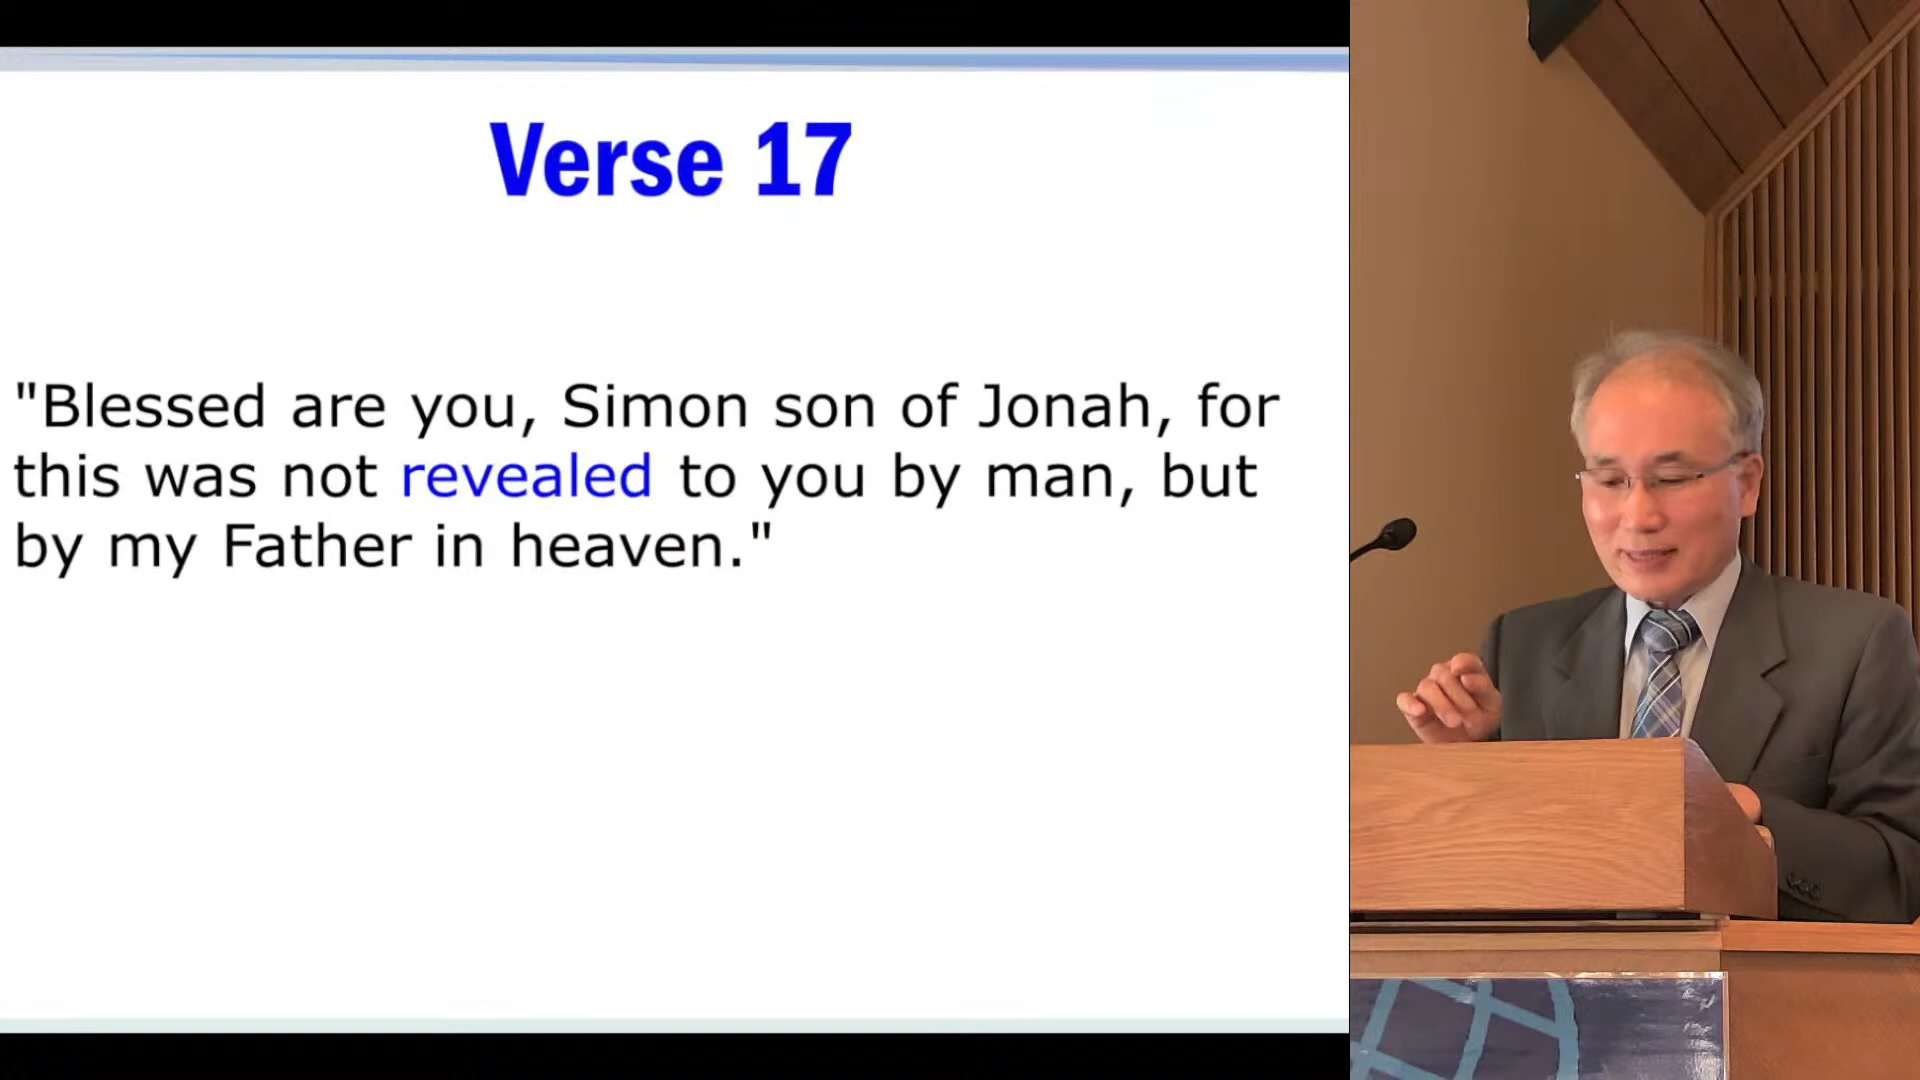 Verse 17
"Blessed are you, Simon son of Jonah, for
this was not revealed to you by man, but
by my Father in heaven."